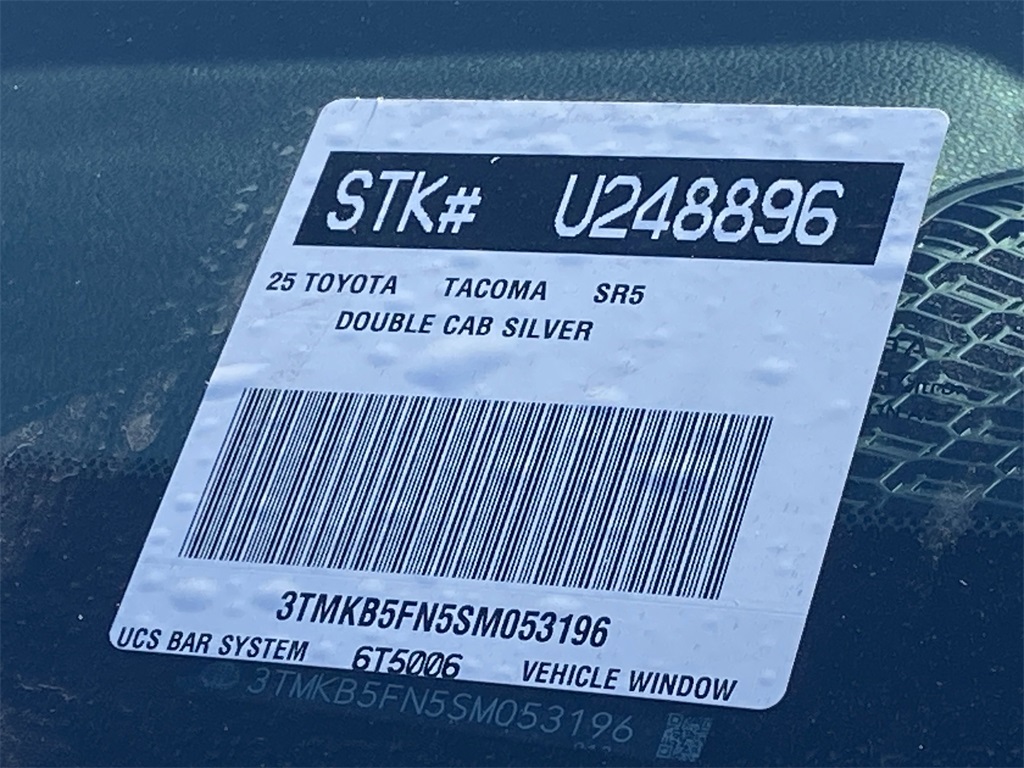 STK# U248896
25 TOYOTA TACOMA SR5
DOUBLE CAB SILVER
3TMKB5FN5SM053196
UCS BAR SYSTEM 6T5006 VEHICLE WINDOW
3TMKB5FN5SM053196